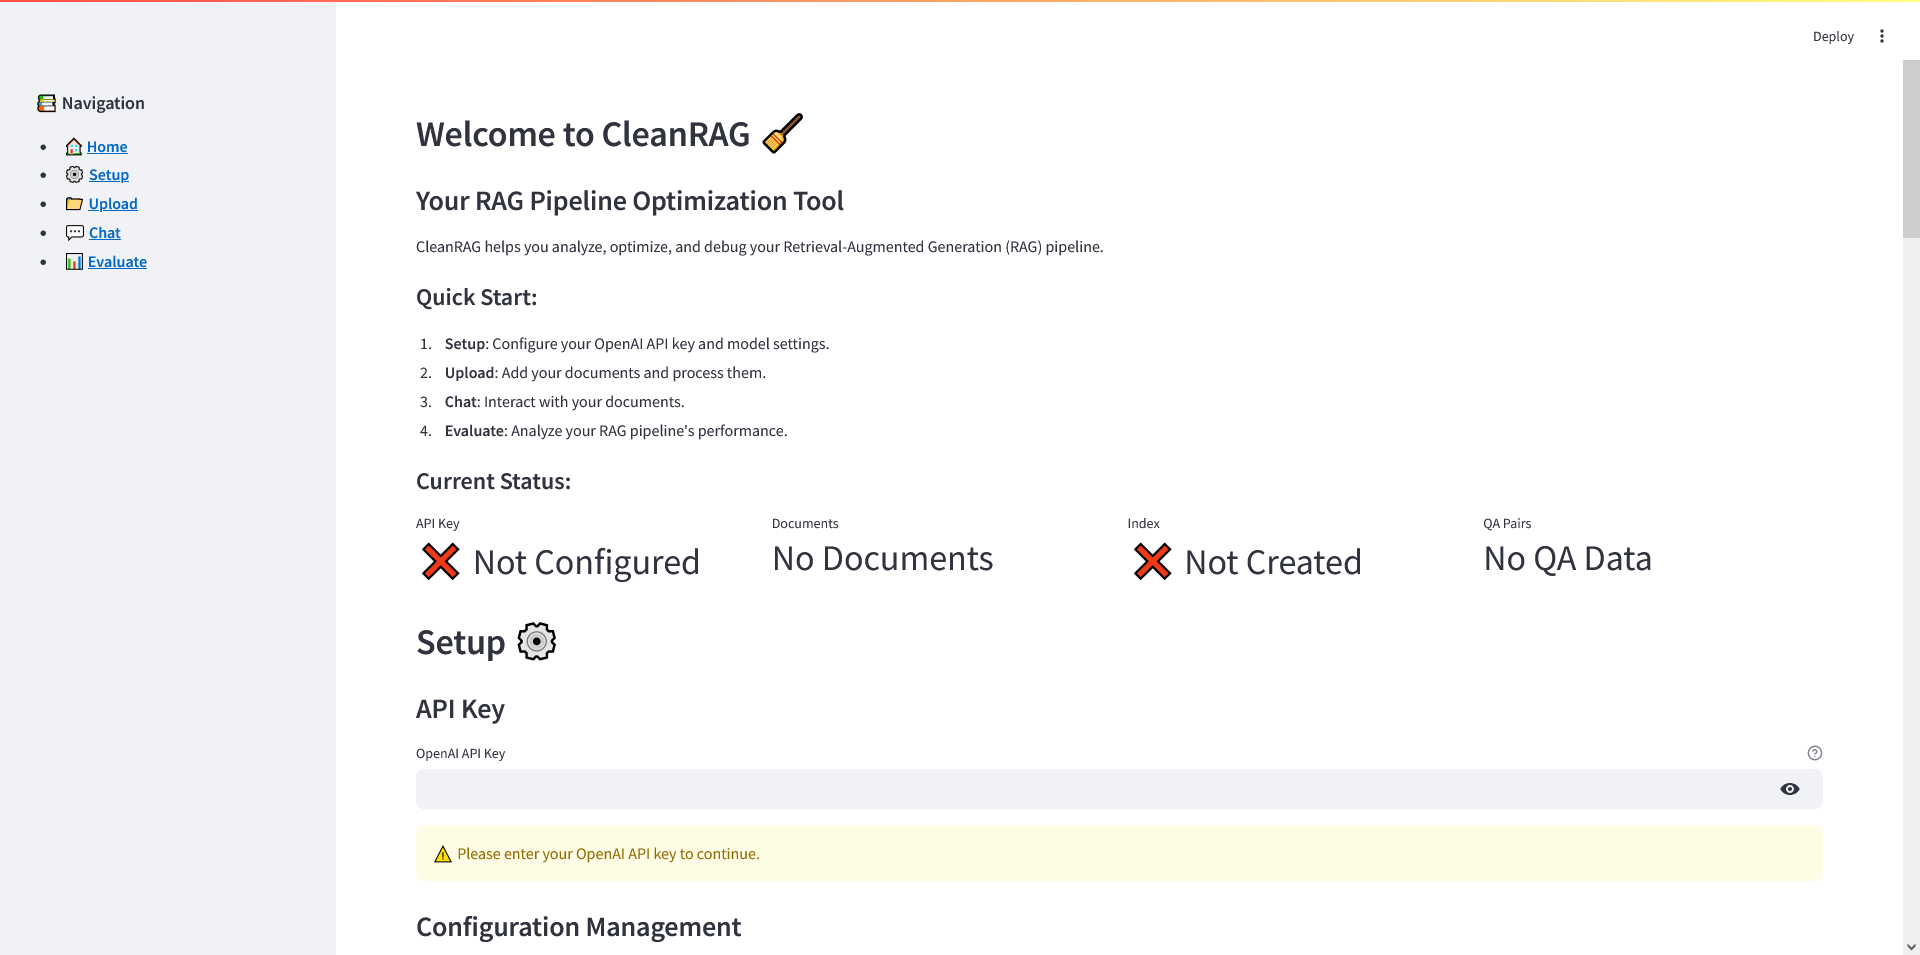 Deploy
Navigation
Home
Setup
Upload
Chat
Evaluate
Welcome to CleanRAG
Your RAG Pipeline Optimization Tool
CleanRAG helps you analyze, optimize, and debug your Retrieval-Augmented Generation (RAG) pipeline.
Quick Start:
1. Setup: Configure your OpenAI API key and model settings.
2. Upload: Add your documents and process them.
3. Chat: Interact with your documents.
4. Evaluate: Analyze your RAG pipeline's performance.
Current Status:
API Key
Not Configured
Documents
No Documents
Index
Not Created
QA Pairs
No QA Data
Setup
API Key
OpenAI API Key
Please enter your OpenAI API key to continue.
Configuration Management